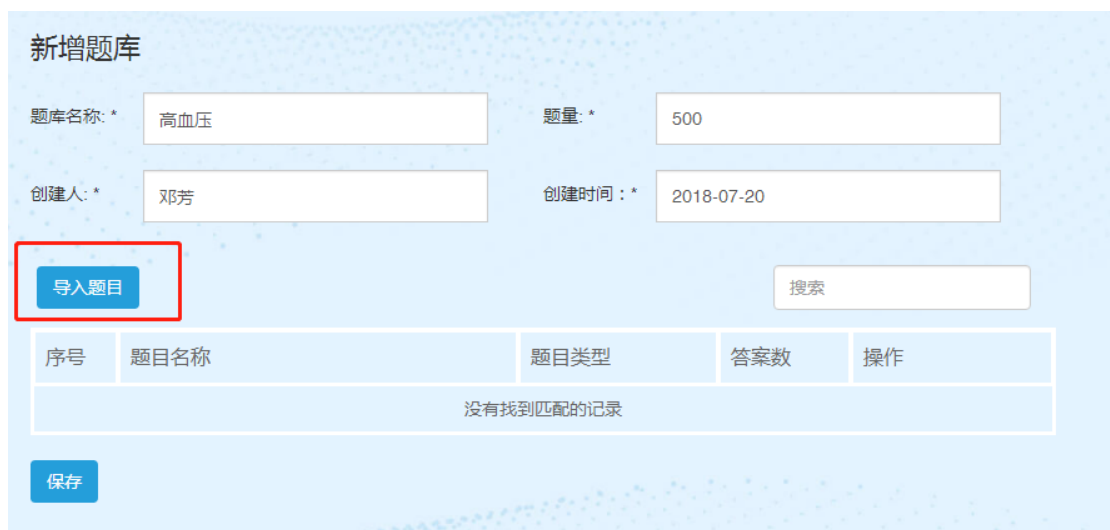 新增题库
题库名称: * 高血压 题量: * 500
创建人: * 邓芳 创建时间：* 2018-07-20
导入题目 搜索
序号 题目名称 题目类型 答案数 操作
没有找到匹配的记录
保存